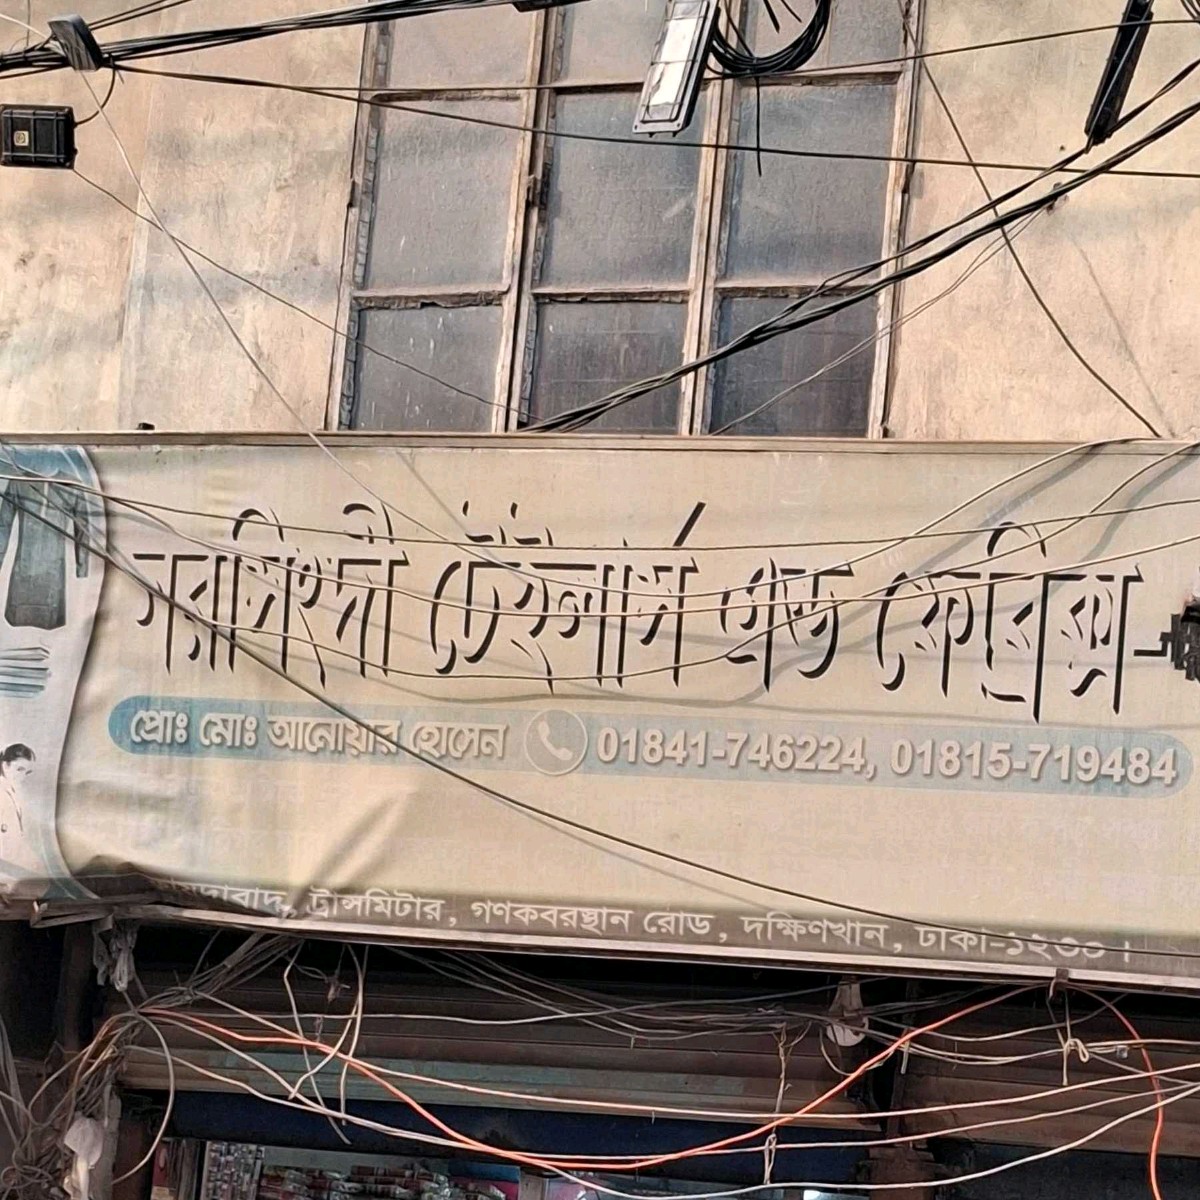 নরসিংদী টেইলার্স এন্ড ফেব্রিক্স-
প্রোঃ মোঃ আনোয়ার হোসেন 01841-746224, 01815-719484
ট্রান্সমিটার, গণকবরস্থান রোড, দক্ষিণখান, ঢাকা-১২৩০।